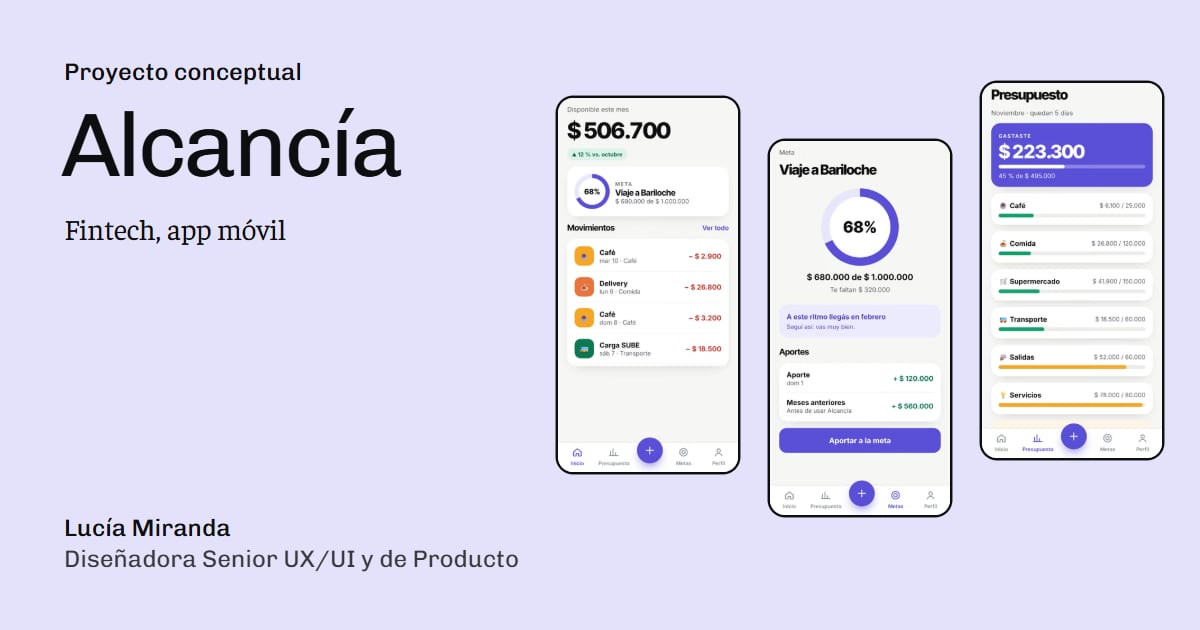 Proyecto conceptual
Alcancía
Fintech, app móvil
Lucía Miranda
Diseñadora Senior UX/UI y de Producto
Disponible este mes
$ 506.700
▲ 12 % vs. octubre
68%
META
Viaje a Bariloche
$ 680.000 de $ 1.000.000
Movimientos Ver todo
Café
mar 10 · Café
− $ 2.900
Delivery
lun 9 · Comida
− $ 26.800
Café
dom 8 · Café
− $ 3.200
Carga SUBE
sáb 7 · Transporte
− $ 18.500
Inicio Presupuesto + Metas Perfil
Meta
Viaje a Bariloche
68%
$ 680.000 de $ 1.000.000
Te faltan $ 320.000
A este ritmo llegás en febrero
Seguí así: vas muy bien.
Aportes
Aporte
dom 1
+ $ 120.000
Meses anteriores
Antes de usar Alcancía
+ $ 560.000
Aportar a la meta
Inicio Presupuesto + Metas Perfil
Presupuesto
Noviembre · quedan 5 días
GASTASTE
$ 223.300
45 % de $ 495.000
Café $ 6.100 / 25.000
Comida $ 26.800 / 120.000
Supermercado $ 41.900 / 150.000
Transporte $ 18.500 / 60.000
Salidas $ 52.000 / 60.000
Servicios $ 78.000 / 80.000
Inicio Presupuesto + Metas Perfil